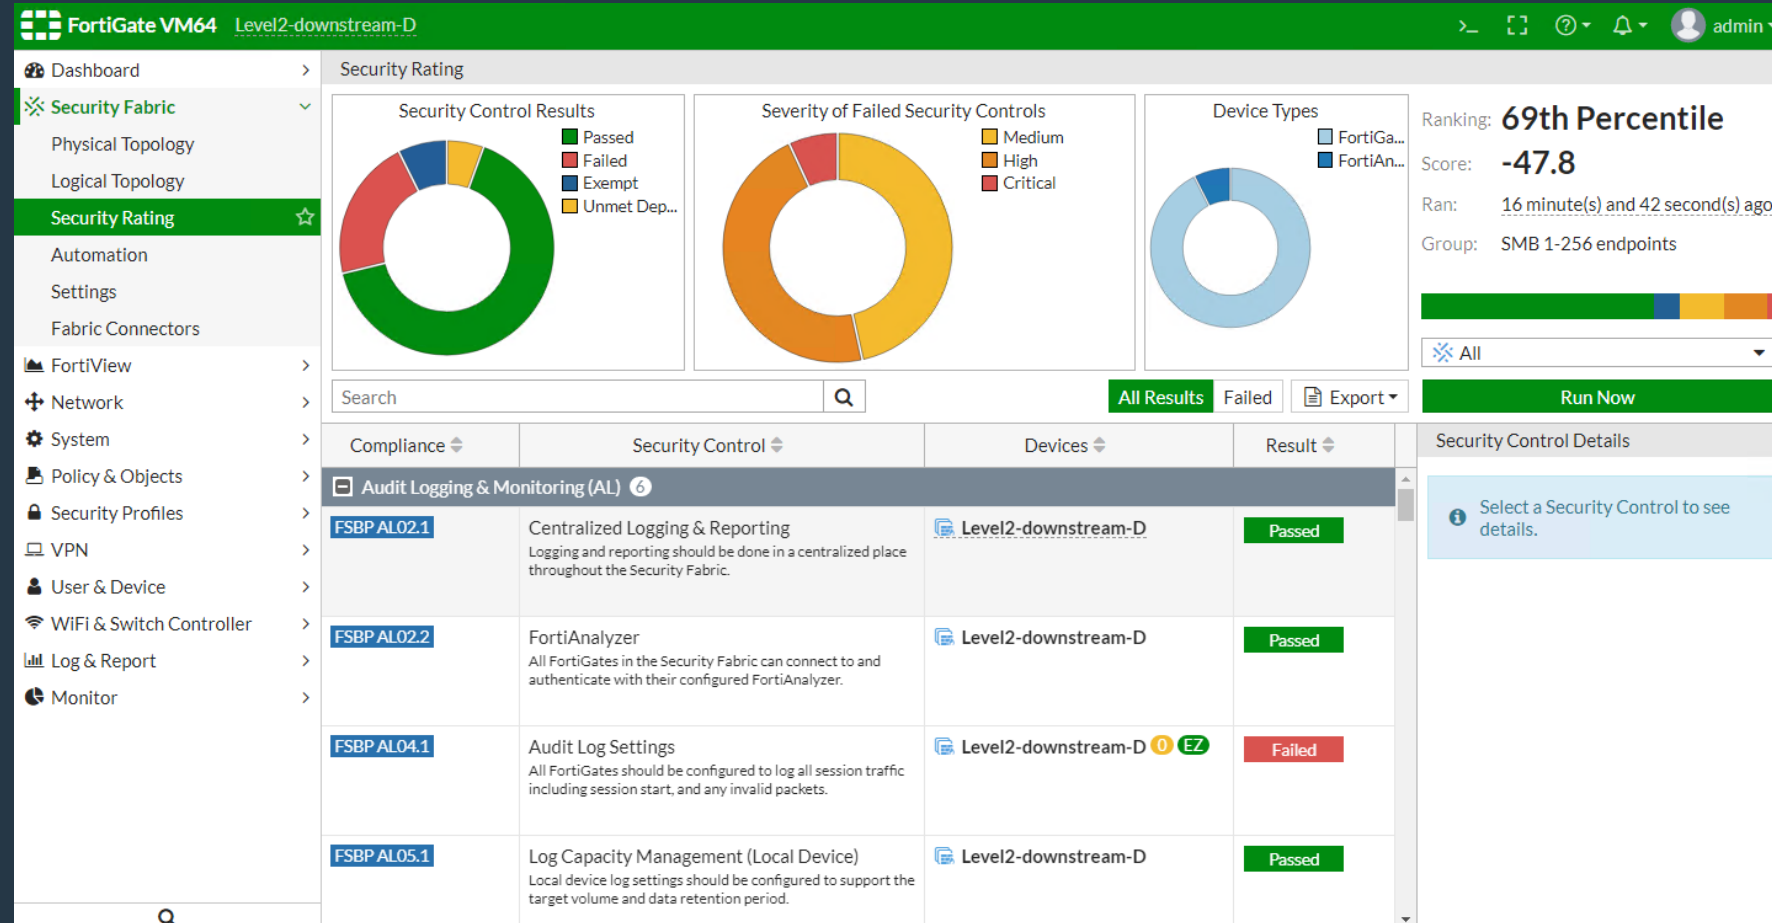 FortiGate VM64 Level2-downstream-D
admin
Dashboard
Security Fabric
Physical Topology
Logical Topology
Security Rating
Automation
Settings
Fabric Connectors
FortiView
Network
System
Policy & Objects
Security Profiles
VPN
User & Device
WiFi & Switch Controller
Log & Report
Monitor
Security Rating
Security Control Results
Passed
Failed
Exempt
Unmet Dep...
Severity of Failed Security Controls
Medium
High
Critical
Device Types
FortiGa...
FortiAn...
Ranking: 69th Percentile
Score: -47.8
Ran: 16 minute(s) and 42 second(s) ago
Group: SMB 1-256 endpoints
All
Run Now
Search
All Results Failed Export
Compliance Security Control Devices Result
Audit Logging & Monitoring (AL) 6
FSBP AL02.1 Centralized Logging & Reporting Level2-downstream-D Passed
Logging and reporting should be done in a centralized place
throughout the Security Fabric.
FSBP AL02.2 FortiAnalyzer Level2-downstream-D Passed
All FortiGates in the Security Fabric can connect to and
authenticate with their configured FortiAnalyzer.
FSBP AL04.1 Audit Log Settings Level2-downstream-D 0 EZ Failed
All FortiGates should be configured to log all session traffic
including session start, and any invalid packets.
FSBP AL05.1 Log Capacity Management (Local Device) Level2-downstream-D Passed
Local device log settings should be configured to support the
target volume and data retention period.
Security Control Details
Select a Security Control to see
details.